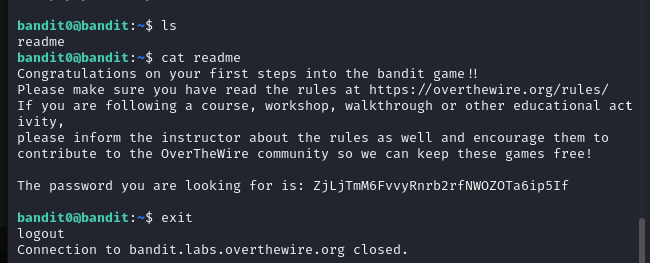 bandit0@bandit:~$ ls
readme
bandit0@bandit:~$ cat readme
Congratulations on your first steps into the bandit game!!
Please make sure you have read the rules at https://overthewire.org/rules/
If you are following a course, workshop, walkthrough or other educational act
ivity,
please inform the instructor about the rules as well and encourage them to
contribute to the OverTheWire community so we can keep these games free!
The password you are looking for is: ZjLjTmM6FvvyRnrb2rfNWOZOTa6ip5If
bandit0@bandit:~$ exit
logout
Connection to bandit.labs.overthewire.org closed.